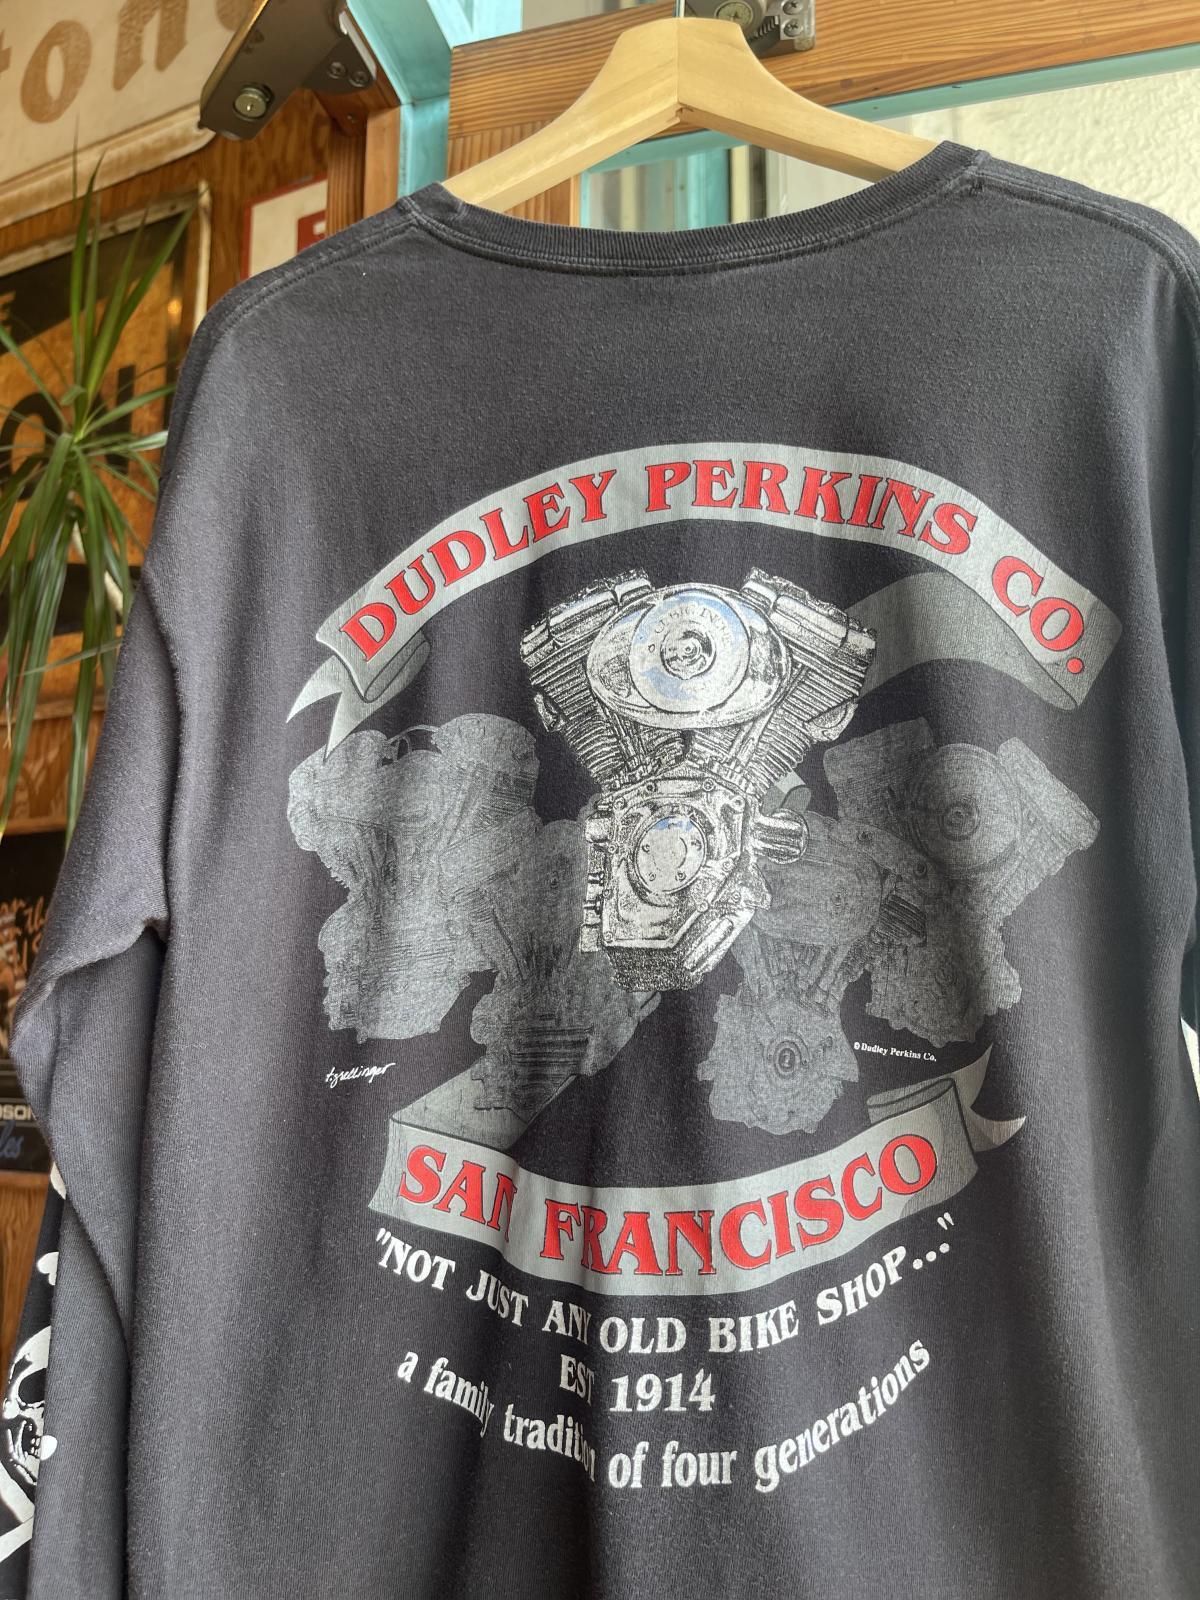 DUDLEY PERKINS CO.
© Dudley Perkins Co.
SAN FRANCISCO
"NOT JUST ANY OLD BIKE SHOP..."
EST 1914
a family tradition of four generations